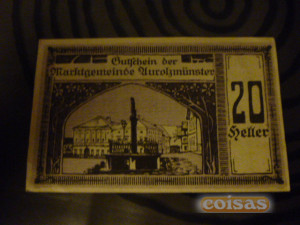 Gutschein der
Marktgemeinde Aurolzmünster
20
Heller
coisas